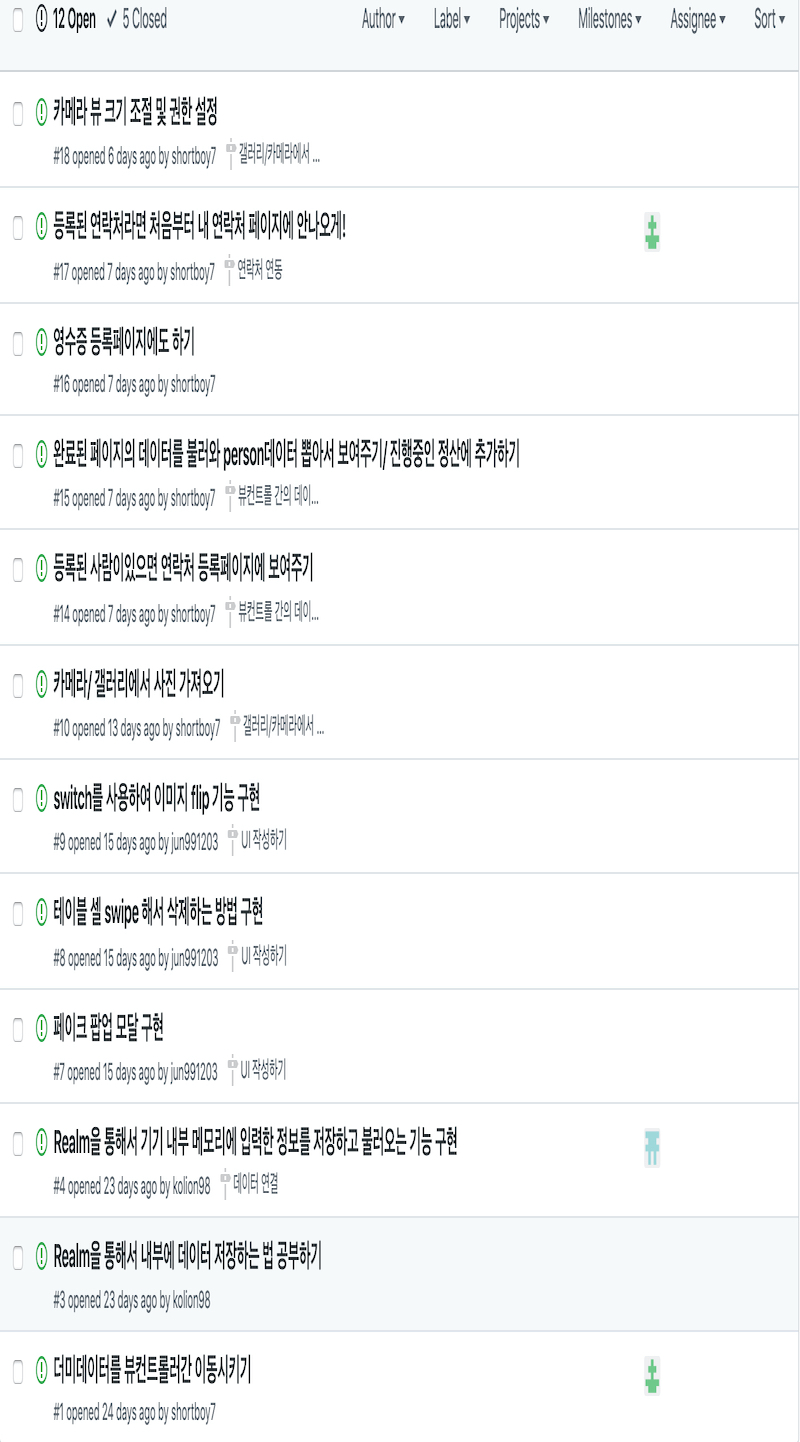 12 Open 5 Closed Author Label Projects Milestones Assignee Sort
카메라 뷰 크기 조절 및 권한 설정
#18 opened 6 days ago by shortboy7 갤러리/카메라에서 ...
등록된 연락처라면 처음부터 내 연락처 페이지에 안나오게!
#17 opened 7 days ago by shortboy7 연락처 연동
영수증 등록페이지에도 하기
#16 opened 7 days ago by shortboy7
완료된 페이지의 데이터를 불러와 person데이터 뽑아서 보여주기/ 진행중인 정산에 추가하기
#15 opened 7 days ago by shortboy7 뷰컨트롤 간의 데이...
등록된 사람이있으면 연락처 등록페이지에 보여주기
#14 opened 7 days ago by shortboy7 뷰컨트롤 간의 데이...
카메라/ 갤러리에서 사진 가져오기
#10 opened 13 days ago by shortboy7 갤러리/카메라에서 ...
switch를 사용하여 이미지 flip 기능 구현
#9 opened 15 days ago by jun991203 UI 작성하기
테이블 셀 swipe 해서 삭제하는 방법 구현
#8 opened 15 days ago by jun991203 UI 작성하기
페이크 팝업 모달 구현
#7 opened 15 days ago by jun991203 UI 작성하기
Realm을 통해서 기기 내부 메모리에 입력한 정보를 저장하고 불러오는 기능 구현
#4 opened 23 days ago by kolion98 데이터 연결
Realm을 통해서 내부에 데이터 저장하는 법 공부하기
#3 opened 23 days ago by kolion98
더미데이터를 뷰컨트롤러간 이동시키기
#1 opened 24 days ago by shortboy7